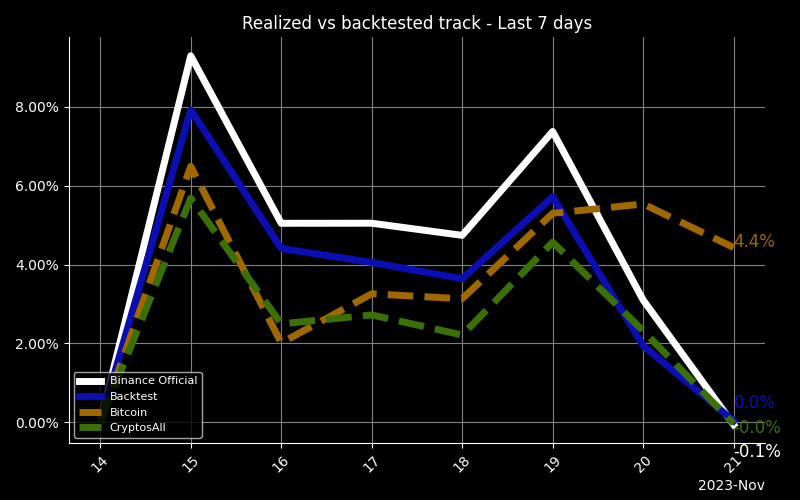 Realized vs backtested track - Last 7 days
8.00%
6.00%
4.00%
2.00%
0.00%
4.4%
0.0%
-0.0%
-0.1%
Binance Official
Backtest
Bitcoin
CryptosAll
14 15 16 17 18 19 20 21
2023-Nov